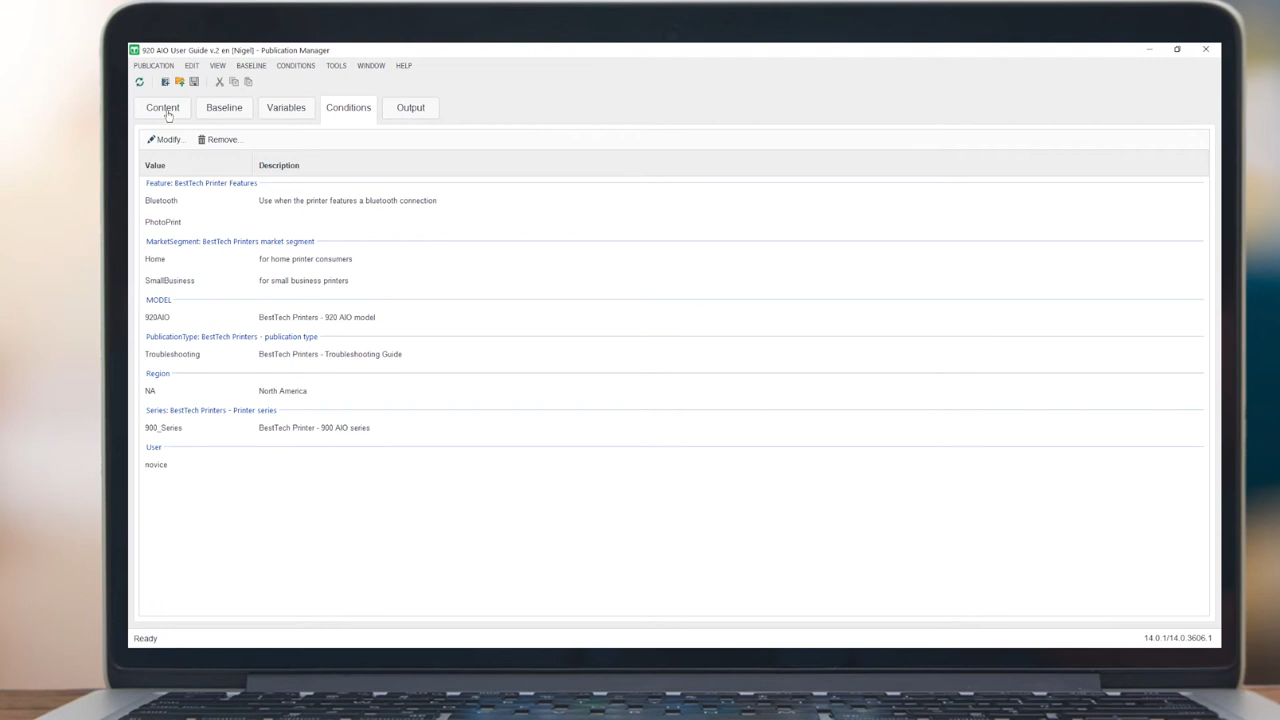 920 AIO User Guide v.2 en [Nigel] - Publication Manager
PUBLICATION EDIT VIEW BASELINE CONDITIONS TOOLS WINDOW HELP
Content Baseline Variables Conditions Output
Modify... Remove...
Value Description
Feature: BestTech Printer Features
Bluetooth Use when the printer features a bluetooth connection
PhotoPrint
MarketSegment: BestTech Printers market segment
Home for home printer consumers
SmallBusiness for small business printers
MODEL
920AIO BestTech Printers - 920 AIO model
PublicationType: BestTech Printers - publication type
Troubleshooting BestTech Printers - Troubleshooting Guide
Region
NA North America
Series: BestTech Printers - Printer series
900_Series BestTech Printer - 900 AIO series
User
novice
Ready 14.0.1/14.0.3606.1